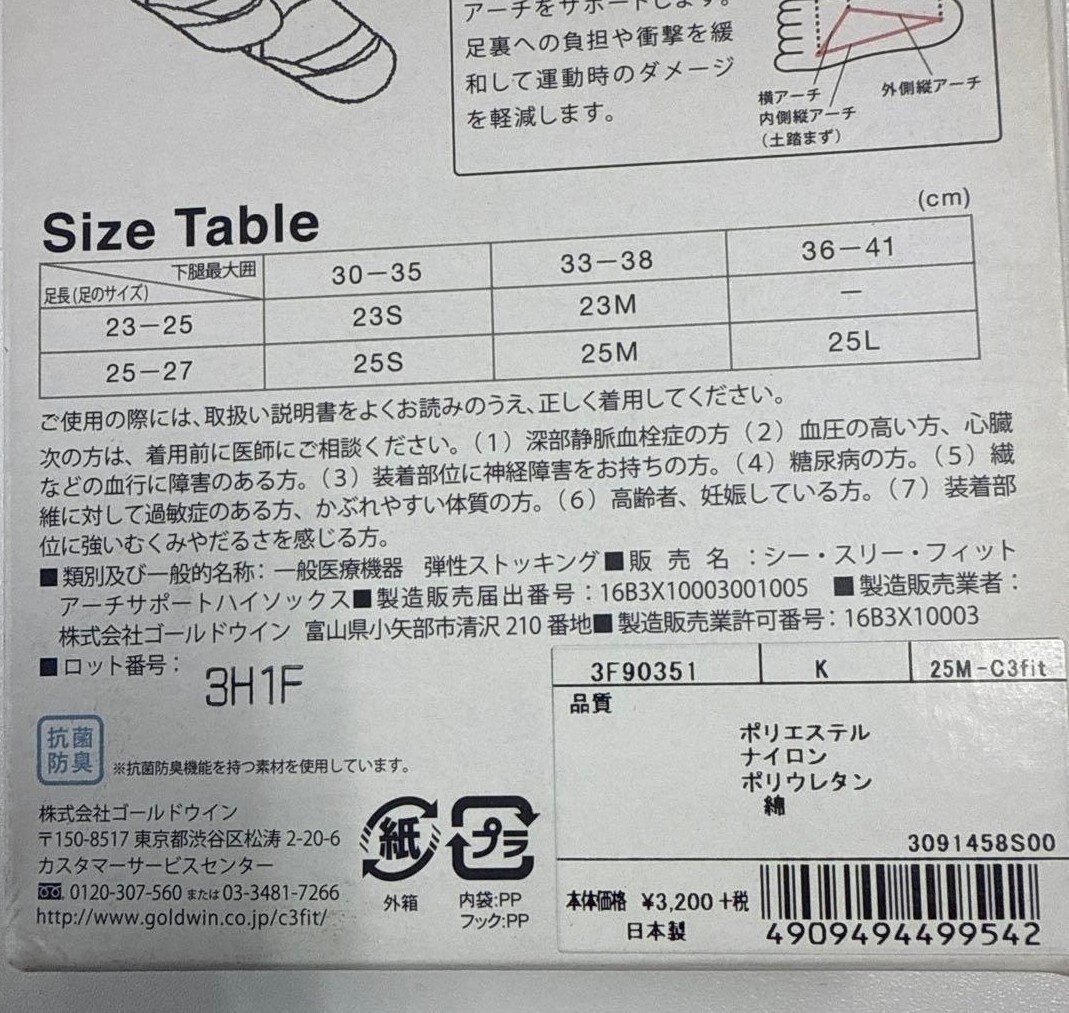 アーチをサポートします。
足裏への負担や衝撃を緩
和して運動時のダメージ
を軽減します。
横アーチ
外側縦アーチ
内側縦アーチ
(土踏まず)
Size Table
(cm)
下腿最大囲
足長(足のサイズ)
30－35 33－38 36－41
23－25 23S 23M －
25－27 25S 25M 25L
ご使用の際には、取扱い説明書をよくお読みのうえ、正しく着用してください。
次の方は、着用前に医師にご相談ください。（1）深部静脈血栓症の方（2）血圧の高い方、心臓
などの血行に障害のある方。（3）装着部位に神経障害をお持ちの方。（4）糖尿病の方。（5）繊
維に対して過敏症のある方、かぶれやすい体質の方。（6）高齢者、妊娠している方。（7）装着部
位に強いむくみやだるさを感じる方。
■類別及び一般的名称：一般医療機器 弾性ストッキング■販売名：シー・スリー・フィット
アーチサポートハイソックス■製造販売届出番号：16B3X10003001005 ■製造販売業者：
株式会社ゴールドウイン 富山県小矢部市清沢 210 番地■製造販売業許可番号：16B3X10003
■ロット番号：
3H1F
抗菌
防臭
※抗菌防臭機能を持つ素材を使用しています。
株式会社ゴールドウイン
〒150-8517 東京都渋谷区松涛 2-20-6
カスタマーサービスセンター
0120-307-560 または 03-3481-7266
http://www.goldwin.co.jp/c3fit/
紙
外箱
プラ
内袋:PP
フック:PP
3F90351 K 25M-C3fit
品質
ポリエステル
ナイロン
ポリウレタン
綿
3091458S00
本体価格 ¥3,200 +税
日本製
4909494499542